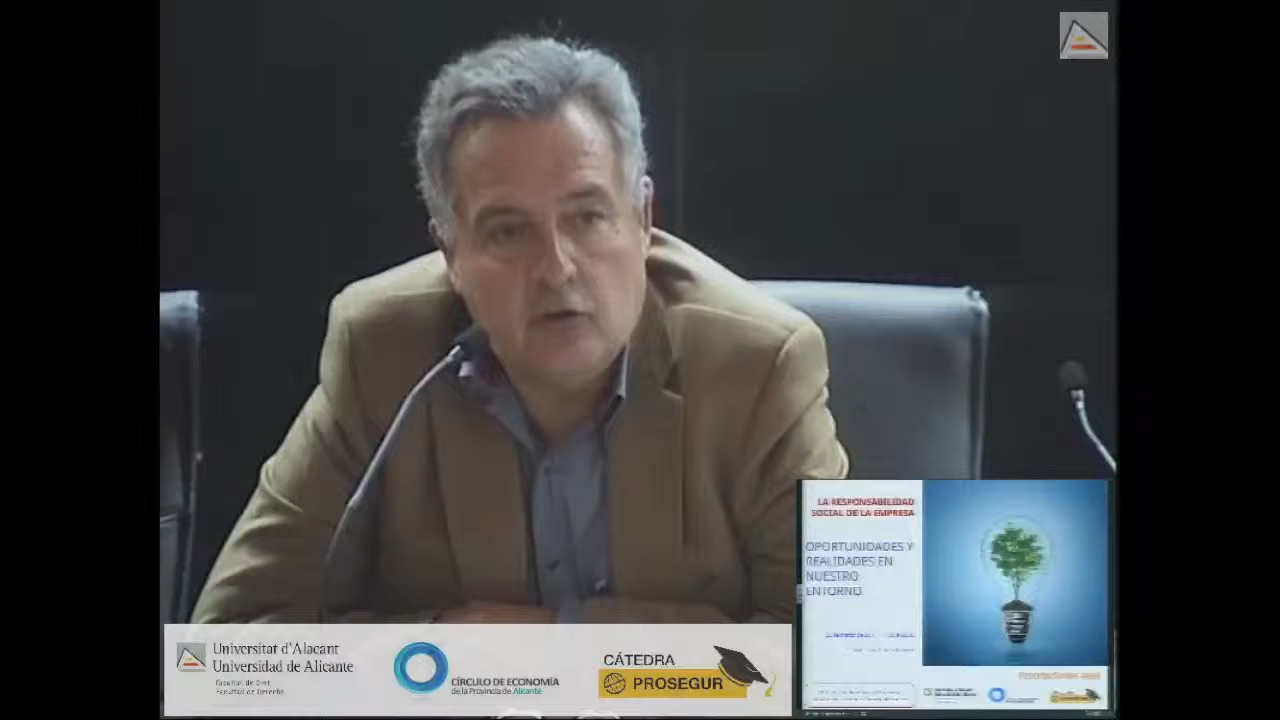 LA RESPONSABILIDAD
SOCIAL DE LA EMPRESA
OPORTUNIDADES Y
REALIDADES EN
NUESTRO
ENTORNO
Universitat d'Alacant
Universidad de Alicante
Facultat de Dret
Facultad de Derecho
CÍRCULO DE ECONOMÍA
de la Provincia de Alicante
CÁTEDRA
PROSEGUR